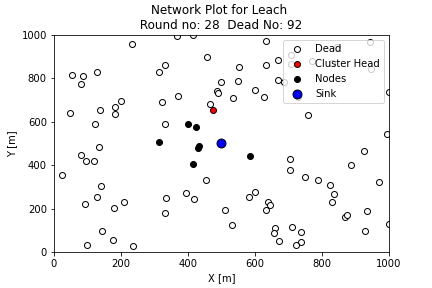 Network Plot for Leach
Round no: 28 Dead No: 92
Y [m]
1000
800
600
400
200
0
0
200
400
600
800
1000
X [m]
Dead
Cluster Head
Nodes
Sink